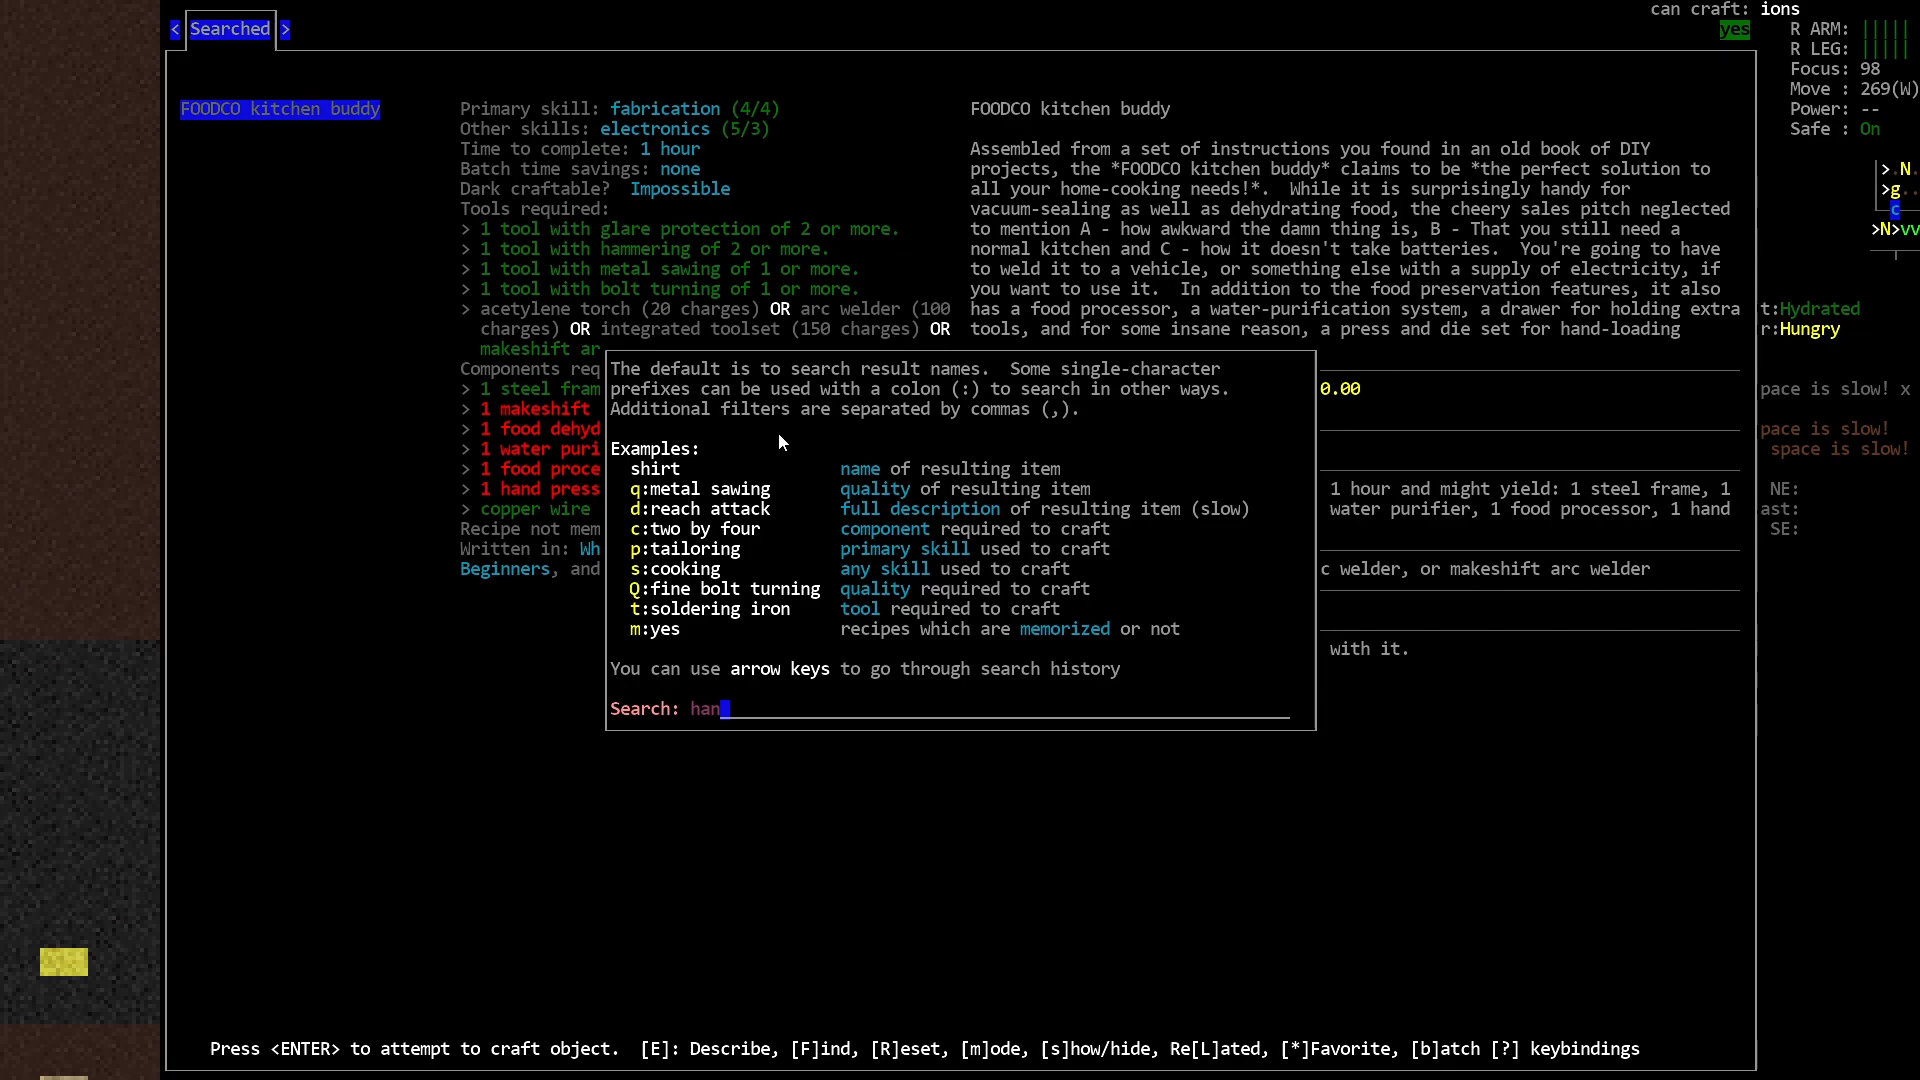 can craft: ions
< Searched >
yes
R ARM: |||||
R LEG: |||||
Focus: 98
Move : 269(W)
Power: --
Safe : On
FOODCO kitchen buddy
Primary skill: fabrication (4/4)
Other skills: electronics (5/3)
Time to complete: 1 hour
Batch time savings: none
Dark craftable? Impossible
Tools required:
> 1 tool with glare protection of 2 or more.
> 1 tool with hammering of 2 or more.
> 1 tool with metal sawing of 1 or more.
> 1 tool with bolt turning of 1 or more.
> acetylene torch (20 charges) OR arc welder (100
charges) OR integrated toolset (150 charges) OR
makeshift ar
Components req
> 1 steel fram
> 1 makeshift
> 1 food dehyd
> 1 water puri
> 1 food proce
> 1 hand press
> copper wire
Recipe not mem
Written in: Wh
Beginners, and
FOODCO kitchen buddy
Assembled from a set of instructions you found in an old book of DIY
projects, the *FOODCO kitchen buddy* claims to be *the perfect solution to
all your home-cooking needs!*. While it is surprisingly handy for
vacuum-sealing as well as dehydrating food, the cheery sales pitch neglected
to mention A - how awkward the damn thing is, B - That you still need a
normal kitchen and C - how it doesn't take batteries. You're going to have
to weld it to a vehicle, or something else with a supply of electricity, if
you want to use it. In addition to the food preservation features, it also
has a food processor, a water-purification system, a drawer for holding extra
tools, and for some insane reason, a press and die set for hand-loading
0.00
1 hour and might yield: 1 steel frame, 1
water purifier, 1 food processor, 1 hand
c welder, or makeshift arc welder
with it.
The default is to search result names. Some single-character
prefixes can be used with a colon (:) to search in other ways.
Additional filters are separated by commas (,).
Examples:
shirt name of resulting item
q:metal sawing quality of resulting item
d:reach attack full description of resulting item (slow)
c:two by four component required to craft
p:tailoring primary skill used to craft
s:cooking any skill used to craft
Q:fine bolt turning quality required to craft
t:soldering iron tool required to craft
m:yes recipes which are memorized or not
You can use arrow keys to go through search history
Search: han
>.N.
>g..
c
>N>vv
t:Hydrated
r:Hungry
pace is slow! x
pace is slow!
space is slow!
NE:
ast:
SE:
Press <ENTER> to attempt to craft object. [E]: Describe, [F]ind, [R]eset, [m]ode, [s]how/hide, Re[L]ated, [*]Favorite, [b]atch [?] keybindings